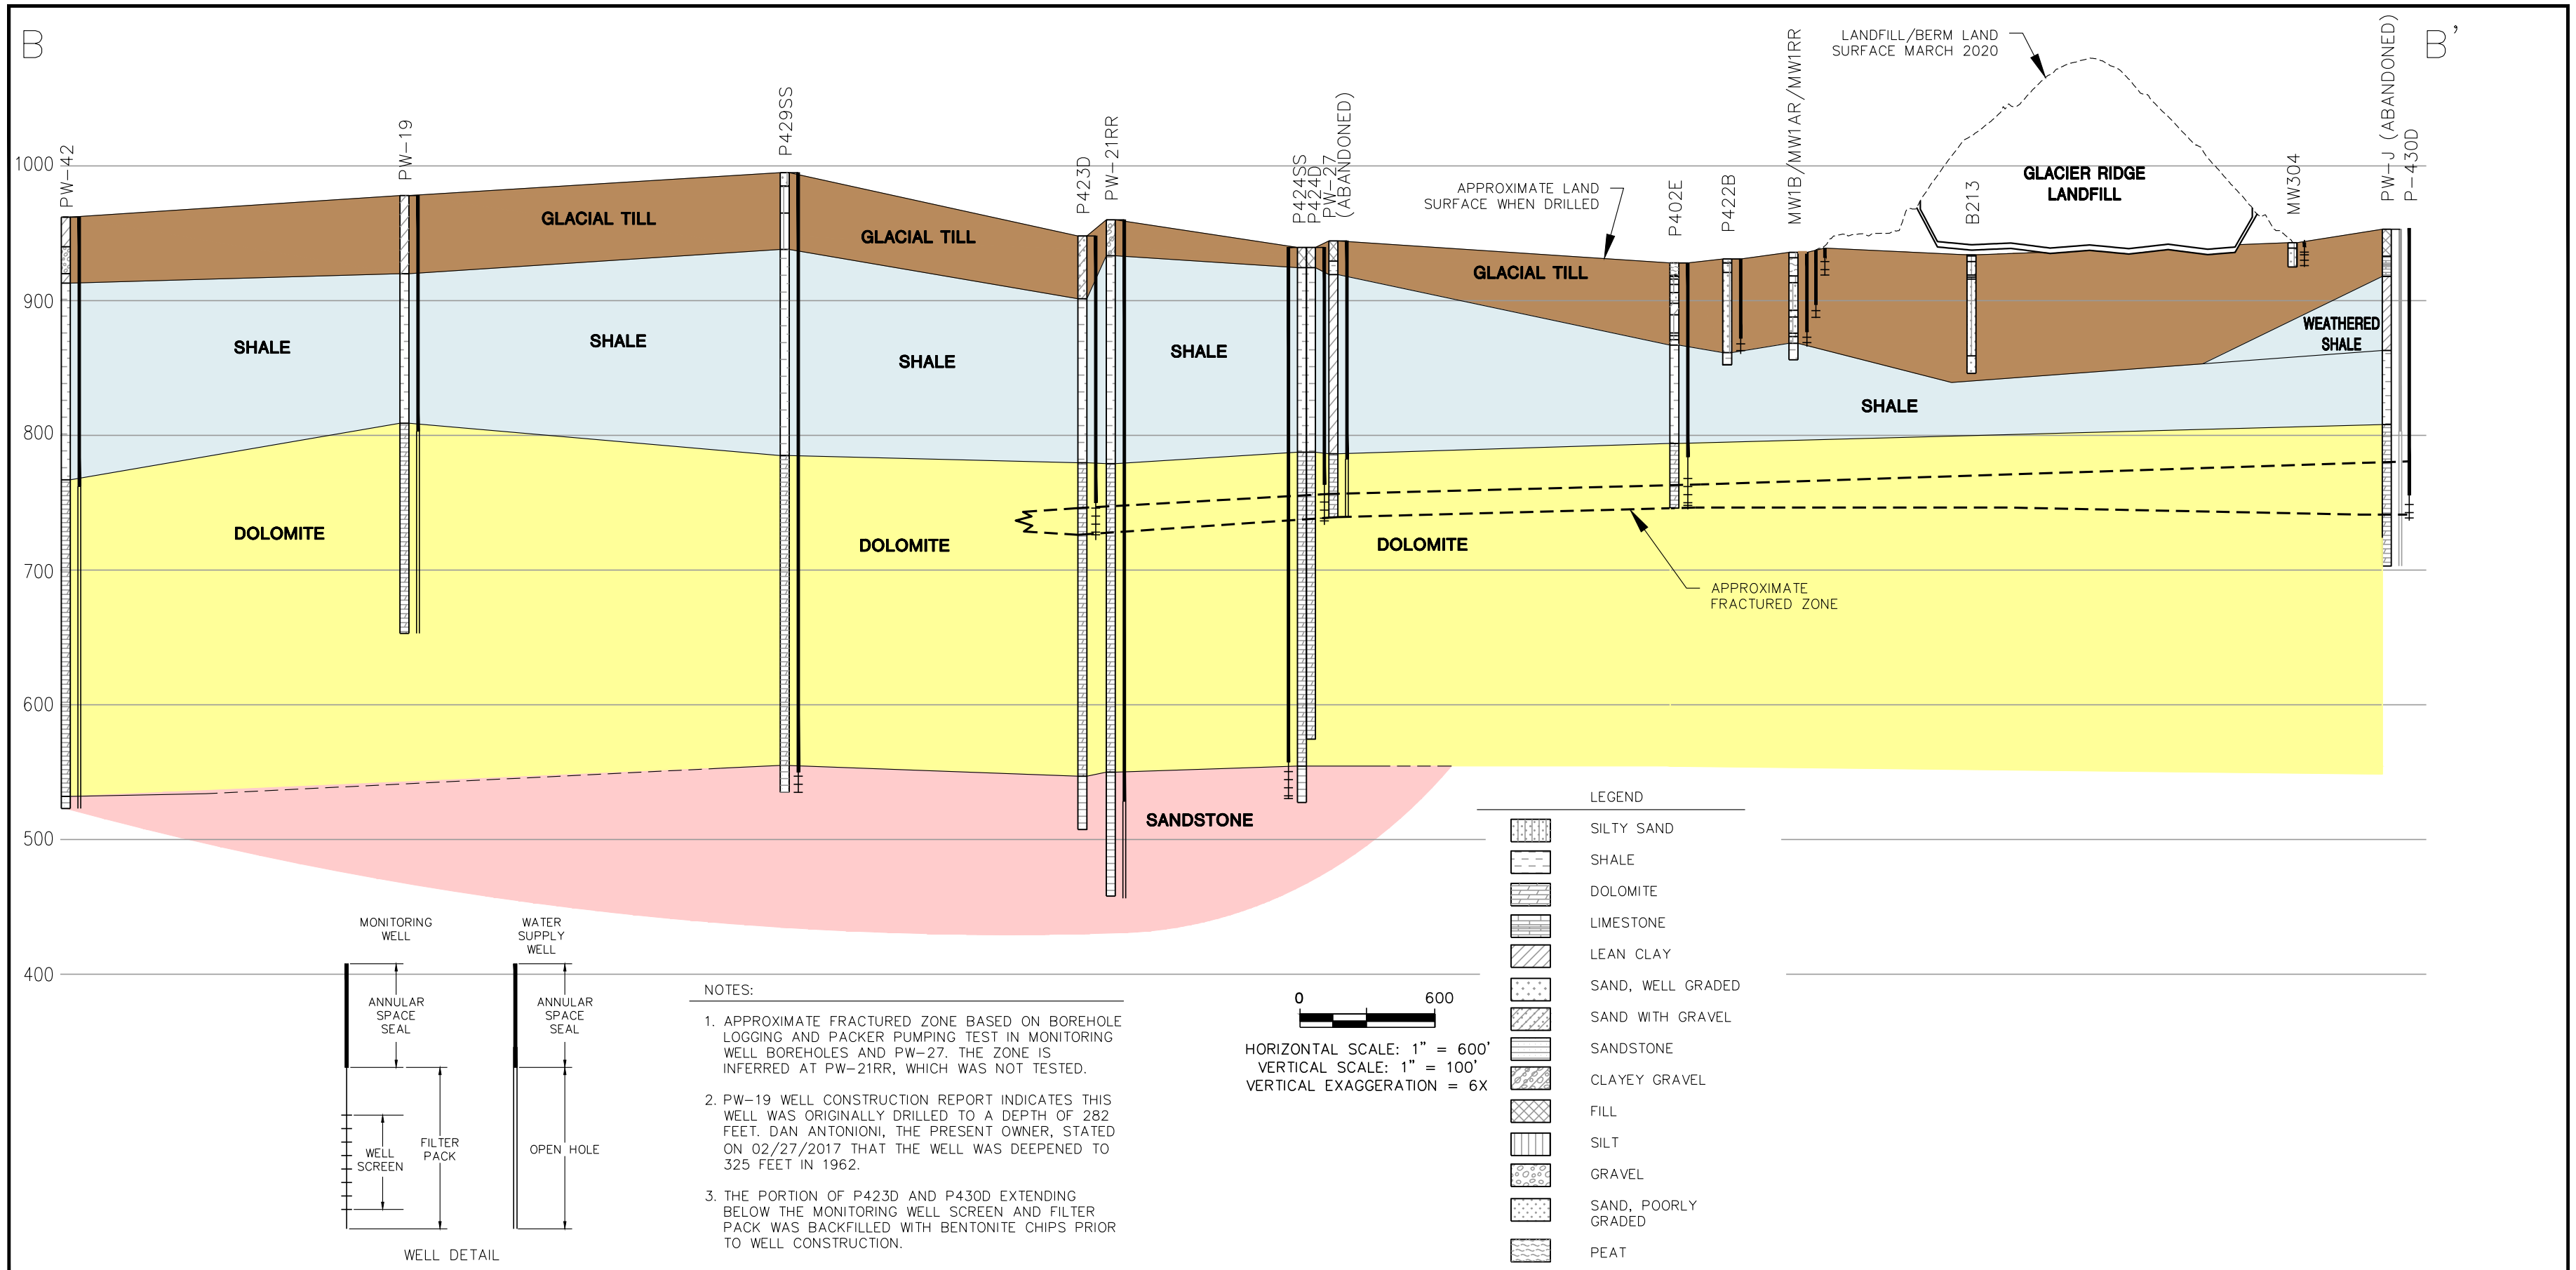 B
B'
LANDFILL/BERM LAND
SURFACE MARCH 2020
PW-42
PW-19
P429SS
P423D
PW-21RR
P424SS
P424D
PW-27
(ABANDONED)
P402E
P422B
MW1B/MW1AR/MW1RR
B213
MW304
PW-J (ABANDONED)
P-430D
1000
900
800
700
600
500
400
APPROXIMATE LAND
SURFACE WHEN DRILLED
GLACIER RIDGE
LANDFILL
GLACIAL TILL
GLACIAL TILL
GLACIAL TILL
WEATHERED
SHALE
SHALE
SHALE
SHALE
SHALE
SHALE
DOLOMITE
DOLOMITE
DOLOMITE
APPROXIMATE
FRACTURED ZONE
SANDSTONE
MONITORING
WELL
WATER
SUPPLY
WELL
ANNULAR
SPACE
SEAL
ANNULAR
SPACE
SEAL
WELL
SCREEN
FILTER
PACK
OPEN HOLE
WELL DETAIL
NOTES:
1. APPROXIMATE FRACTURED ZONE BASED ON BOREHOLE
LOGGING AND PACKER PUMPING TEST IN MONITORING
WELL BOREHOLES AND PW-27. THE ZONE IS
INFERRED AT PW-21RR, WHICH WAS NOT TESTED.
2. PW-19 WELL CONSTRUCTION REPORT INDICATES THIS
WELL WAS ORIGINALLY DRILLED TO A DEPTH OF 282
FEET. DAN ANTONIONI, THE PRESENT OWNER, STATED
ON 02/27/2017 THAT THE WELL WAS DEEPENED TO
325 FEET IN 1962.
3. THE PORTION OF P423D AND P430D EXTENDING
BELOW THE MONITORING WELL SCREEN AND FILTER
PACK WAS BACKFILLED WITH BENTONITE CHIPS PRIOR
TO WELL CONSTRUCTION.
0 600
HORIZONTAL SCALE: 1" = 600'
VERTICAL SCALE: 1" = 100'
VERTICAL EXAGGERATION = 6X
LEGEND
SILTY SAND
SHALE
DOLOMITE
LIMESTONE
LEAN CLAY
SAND, WELL GRADED
SAND WITH GRAVEL
SANDSTONE
CLAYEY GRAVEL
FILL
SILT
GRAVEL
SAND, POORLY
GRADED
PEAT